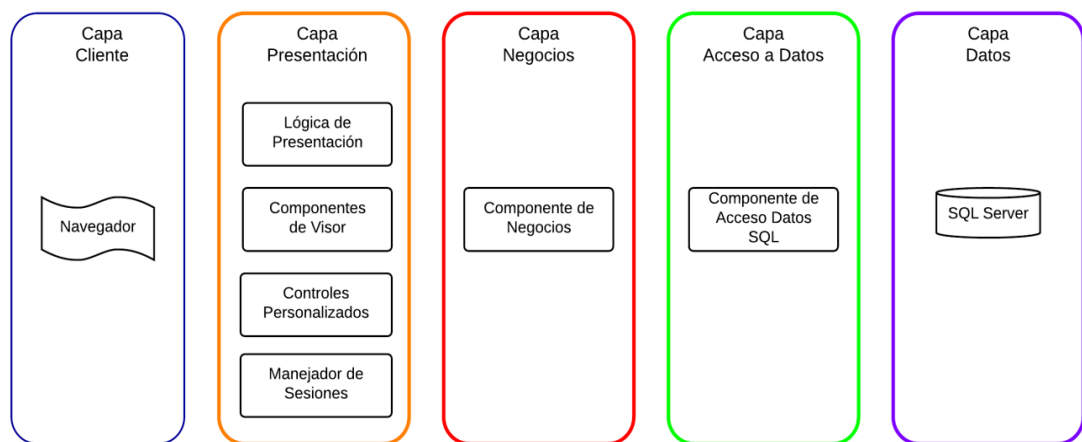 Capa
Cliente
Navegador
Capa
Presentación
Lógica de
Presentación
Componentes
de Visor
Controles
Personalizados
Manejador de
Sesiones
Capa
Negocios
Componente de
Negocios
Capa
Acceso a Datos
Componente de
Acceso Datos
SQL
Capa
Datos
SQL Server